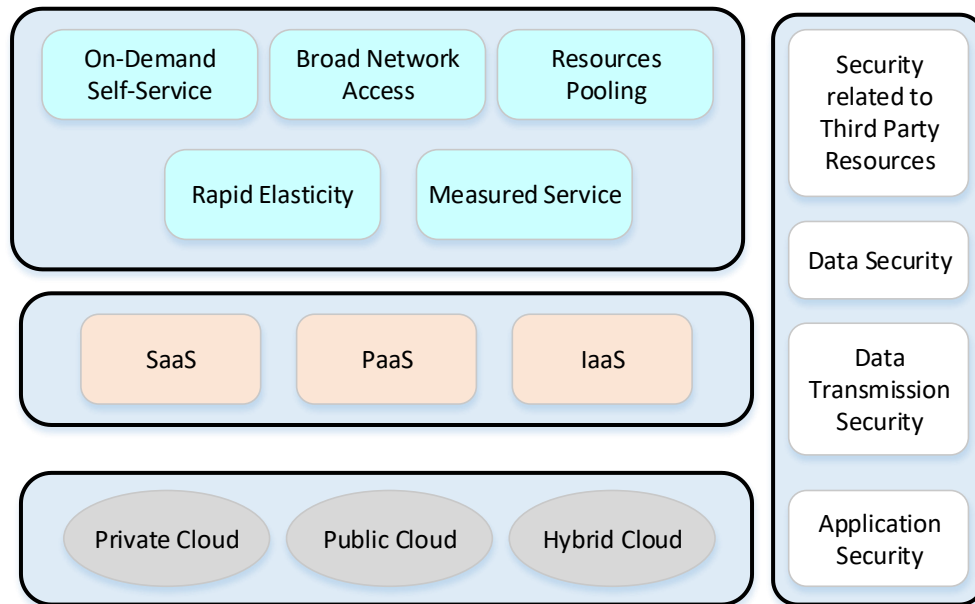 On-Demand
Self-Service
Broad Network
Access
Resources
Pooling
Rapid Elasticity
Measured Service
SaaS
PaaS
IaaS
Private Cloud
Public Cloud
Hybrid Cloud
Security
related to
Third Party
Resources
Data Security
Data
Transmission
Security
Application
Security